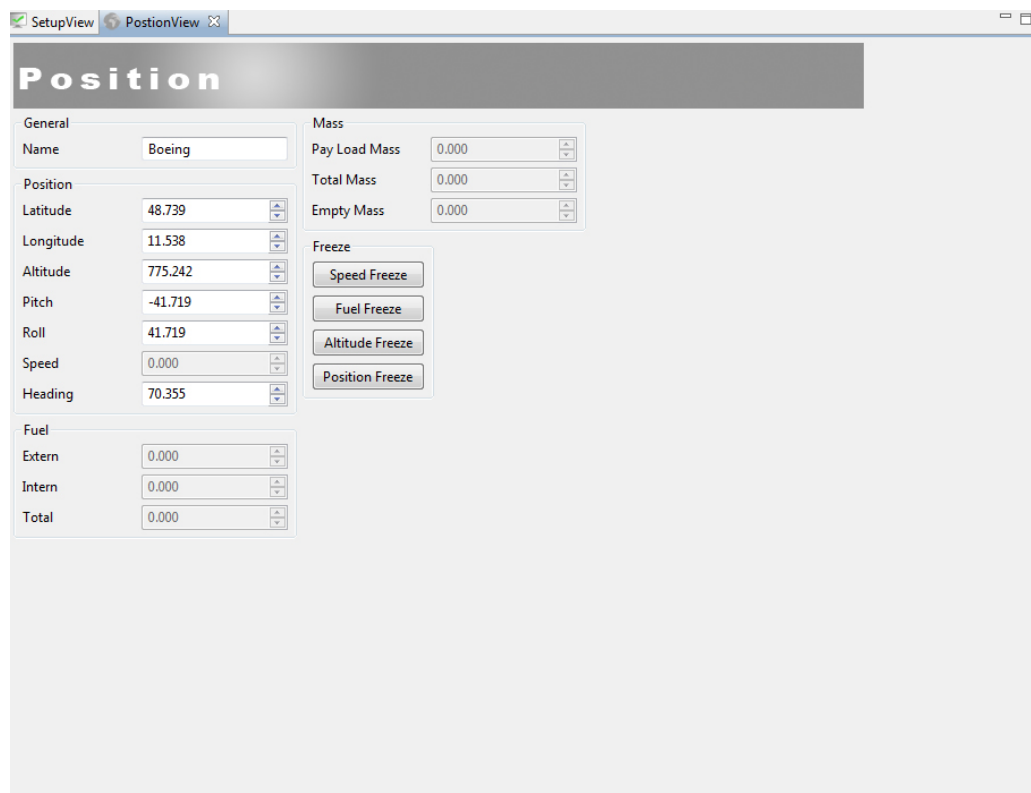 SetupView PostionView
Position
General
Name Boeing
Position
Latitude 48.739
Longitude 11.538
Altitude 775.242
Pitch -41.719
Roll 41.719
Speed 0.000
Heading 70.355
Fuel
Extern 0.000
Intern 0.000
Total 0.000
Mass
Pay Load Mass 0.000
Total Mass 0.000
Empty Mass 0.000
Freeze
Speed Freeze
Fuel Freeze
Altitude Freeze
Position Freeze